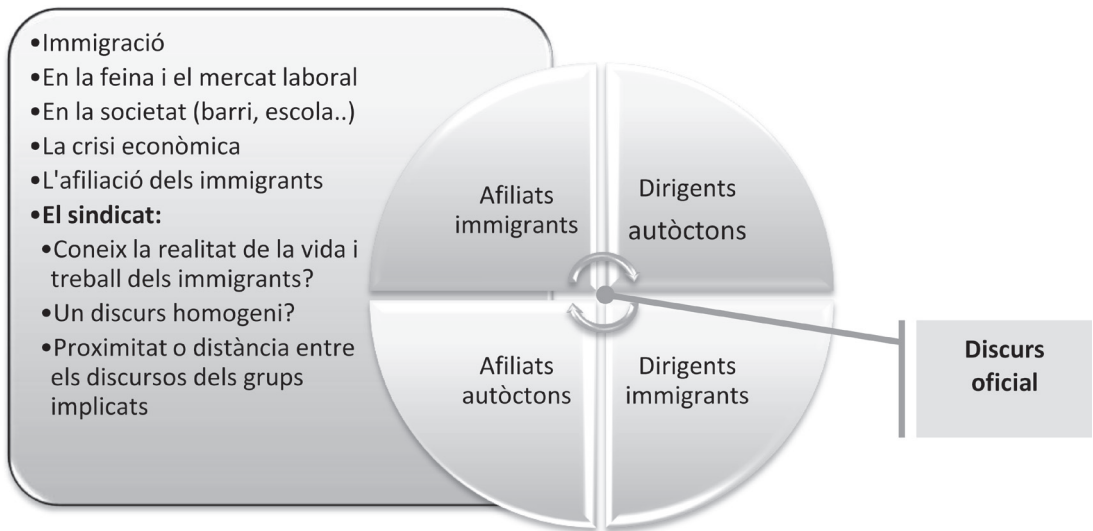 •Immigració
•En la feina i el mercat laboral
•En la societat (barri, escola..)
•La crisi econòmica
•L'afiliació dels immigrants
•El sindicat:
•Coneix la realitat de la vida i
treball dels immigrants?
•Un discurs homogeni?
•Proximitat o distància entre
els discursos dels grups
implicats
Afiliats
immigrants
Dirigents
autòctons
Afiliats
autòctons
Dirigents
immigrants
Discurs
oficial